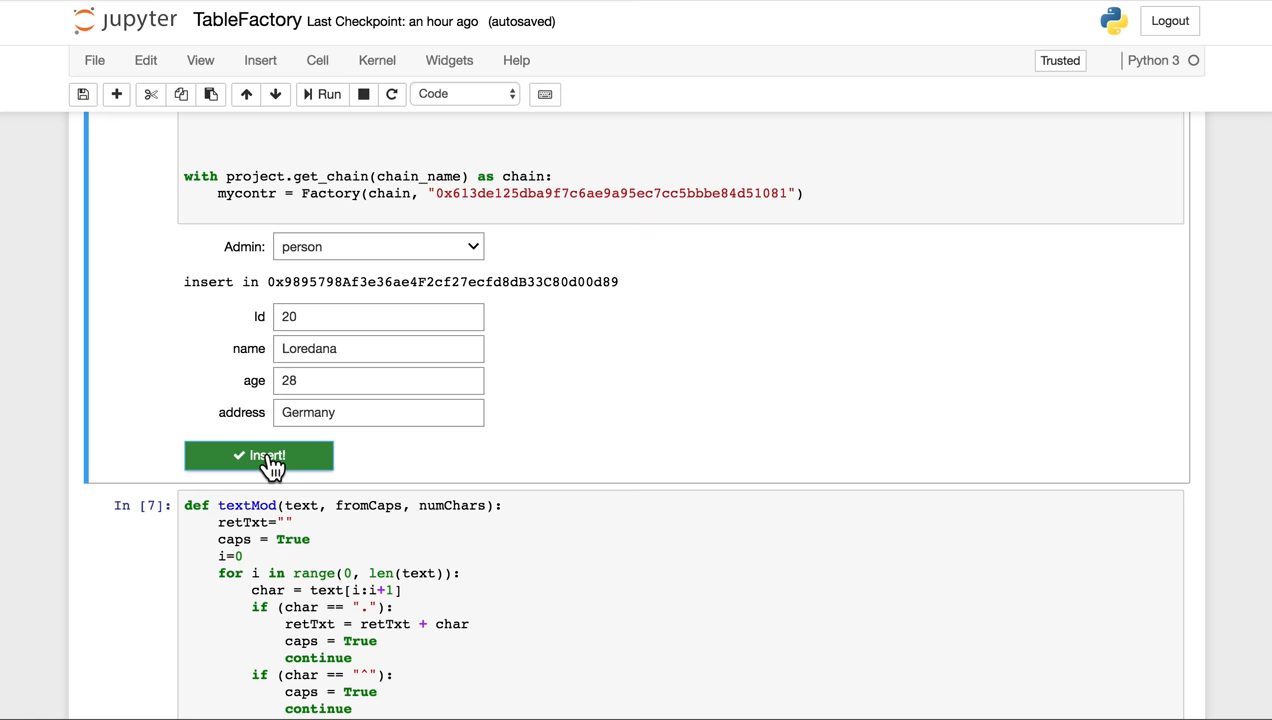 jupyter TableFactory Last Checkpoint: an hour ago (autosaved) Logout
File Edit View Insert Cell Kernel Widgets Help Trusted Python 3
Run Code
with project.get_chain(chain_name) as chain:
mycontr = Factory(chain, "0x613de125dba9f7c6ae9a95ec7cc5bbbe84d51081")
Admin: person
insert in 0x9895798Af3e36ae4F2cf27ecfd8dB33C80d00d89
Id 20
name Loredana
age 28
address Germany
Insert!
In [7]: def textMod(text, fromCaps, numChars):
retTxt=""
caps = True
i=0
for i in range(0, len(text)):
char = text[i:i+1]
if (char == "."):
retTxt = retTxt + char
caps = True
continue
if (char == "^"):
caps = True
continue